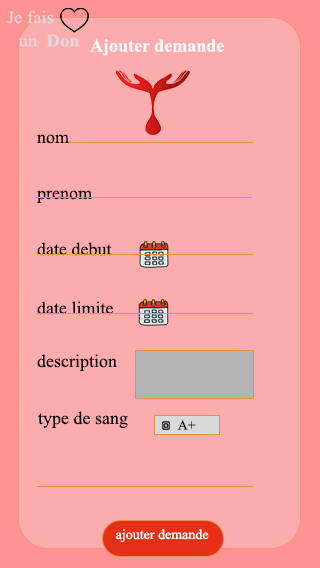 Je fais
un Don
Ajouter demande
nom
prenom
date debut
date limite
description
type de sang
A+
ajouter demande